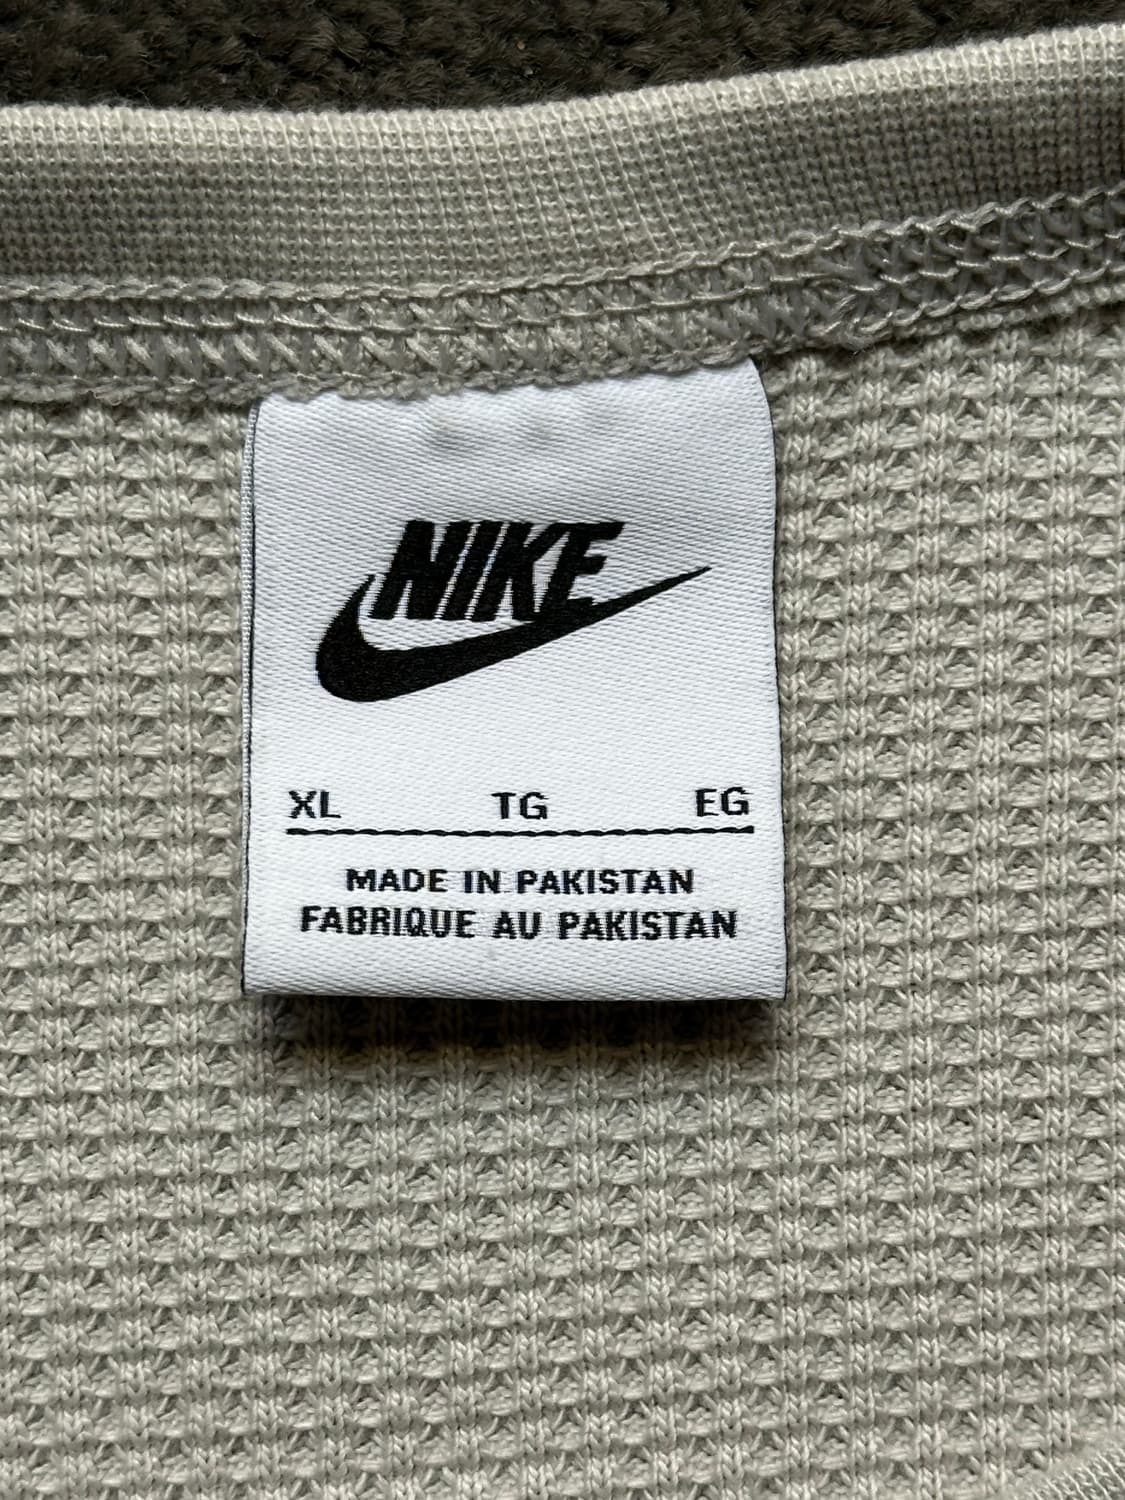 NIKE
XL TG EG
MADE IN PAKISTAN
FABRIQUE AU PAKISTAN